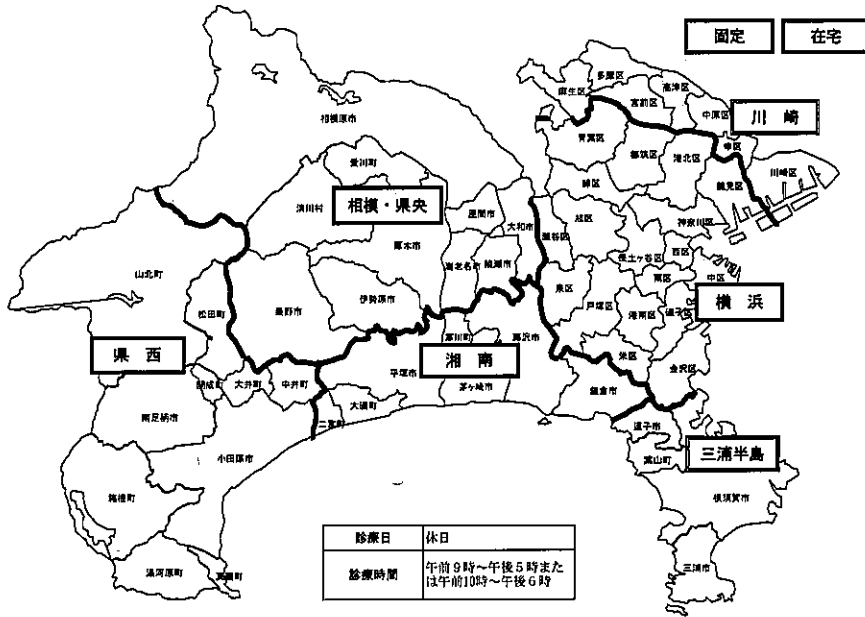 固定 在宅
川崎
相模・県央
横浜
県西
湘南
三浦半島
麻生区
多摩区
宮前区
高津区
中原区
幸区
川崎区
青葉区
都筑区
港北区
鶴見区
緑区
旭区
神奈川区
瀬谷区
保土ヶ谷区
西区
中区
南区
泉区
戸塚区
港南区
磯子区
栄区
金沢区
相模原市
愛川町
清川村
厚木市
座間市
大和市
海老名市
綾瀬市
伊勢原市
秦野市
山北町
松田町
開成町
大井町
中井町
南足柄市
小田原市
箱根町
湯河原町
真鶴町
二宮町
大磯町
平塚市
寒川町
茅ヶ崎市
藤沢市
鎌倉市
逗子市
葉山町
横須賀市
三浦市
診療日 休日
診療時間 午前9時～午後5時また
は午前10時～午後6時